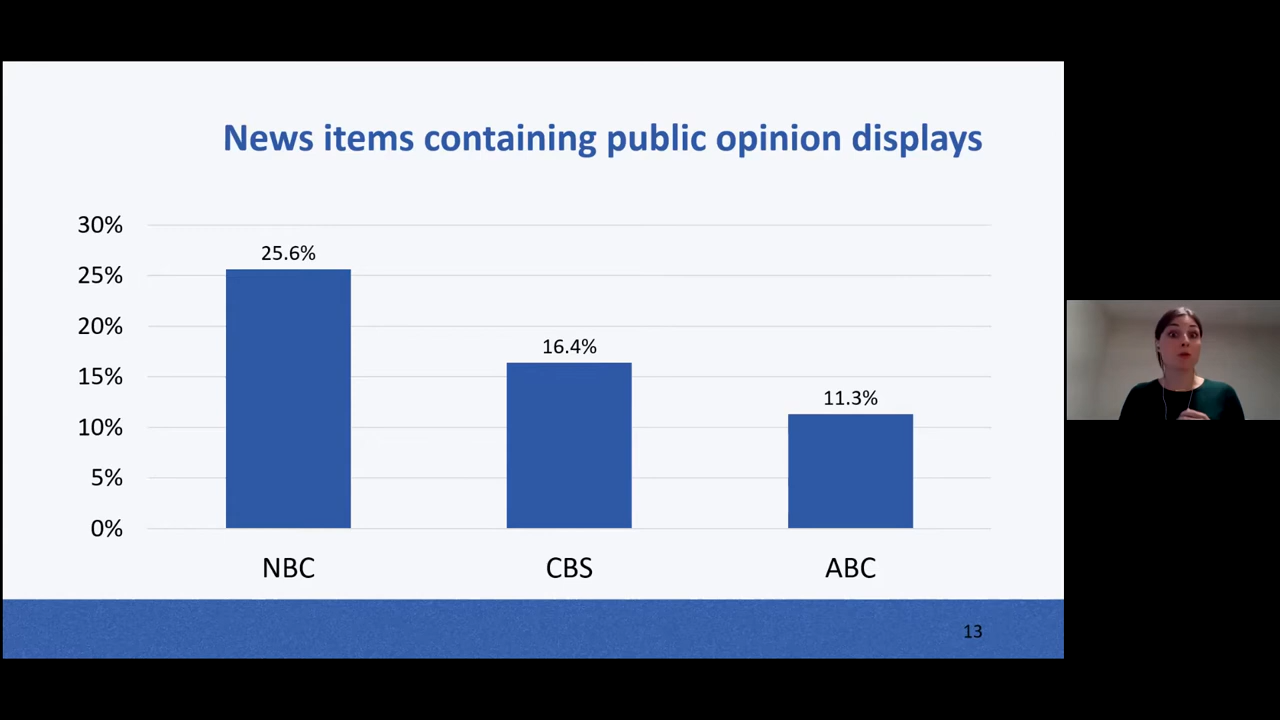 News items containing public opinion displays
30%
25%
20%
15%
10%
5%
0%
25.6%
16.4%
11.3%
NBC
CBS
ABC
13